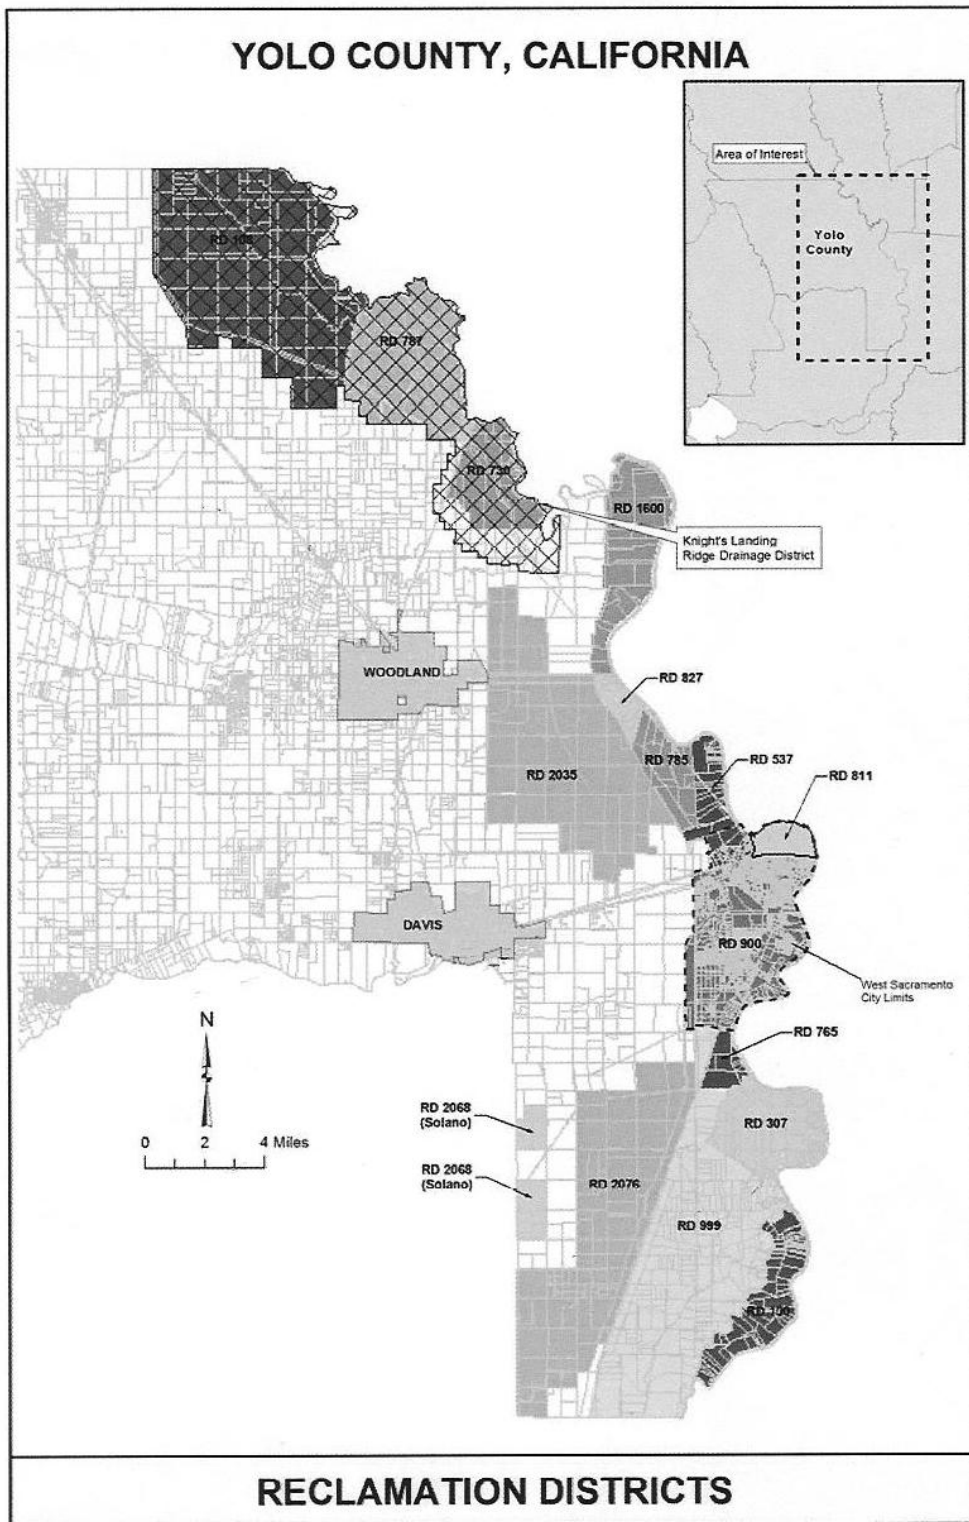 YOLO COUNTY, CALIFORNIA
Area of Interest
Yolo
County
RD 108
RD 787
RD 730
RD 1600
Knight's Landing
Ridge Drainage District
WOODLAND
RD 827
RD 2035
RD 785
RD 537
RD 811
DAVIS
RD 900
West Sacramento
City Limits
N
RD 765
0 2 4 Miles
RD 2068
(Solano)
RD 307
RD 2068
(Solano)
RD 2076
RD 999
RECLAMATION DISTRICTS